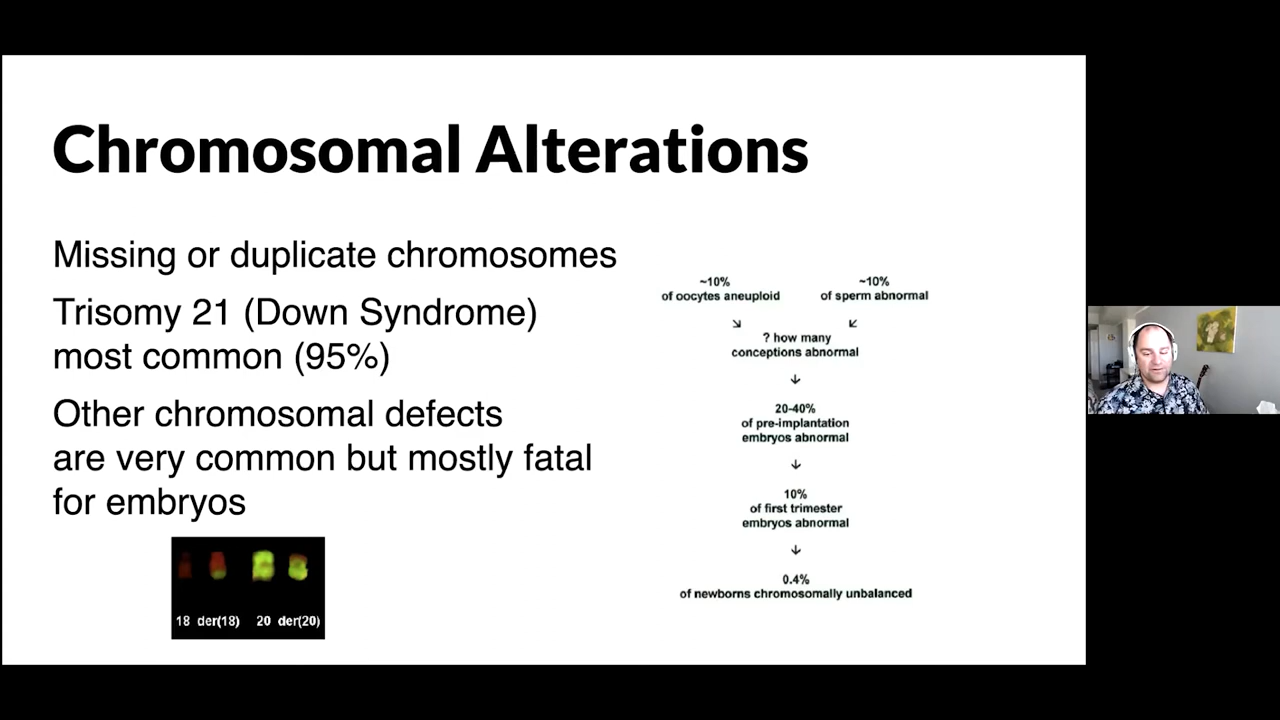 Chromosomal Alterations
Missing or duplicate chromosomes
Trisomy 21 (Down Syndrome)
most common (95%)
Other chromosomal defects
are very common but mostly fatal
for embryos
18 der(18) 20 der(20)
~10%
of oocytes aneuploid
~10%
of sperm abnormal
? how many
conceptions abnormal
20-40%
of pre-implantation
embryos abnormal
10%
of first trimester
embryos abnormal
0.4%
of newborns chromosomally unbalanced